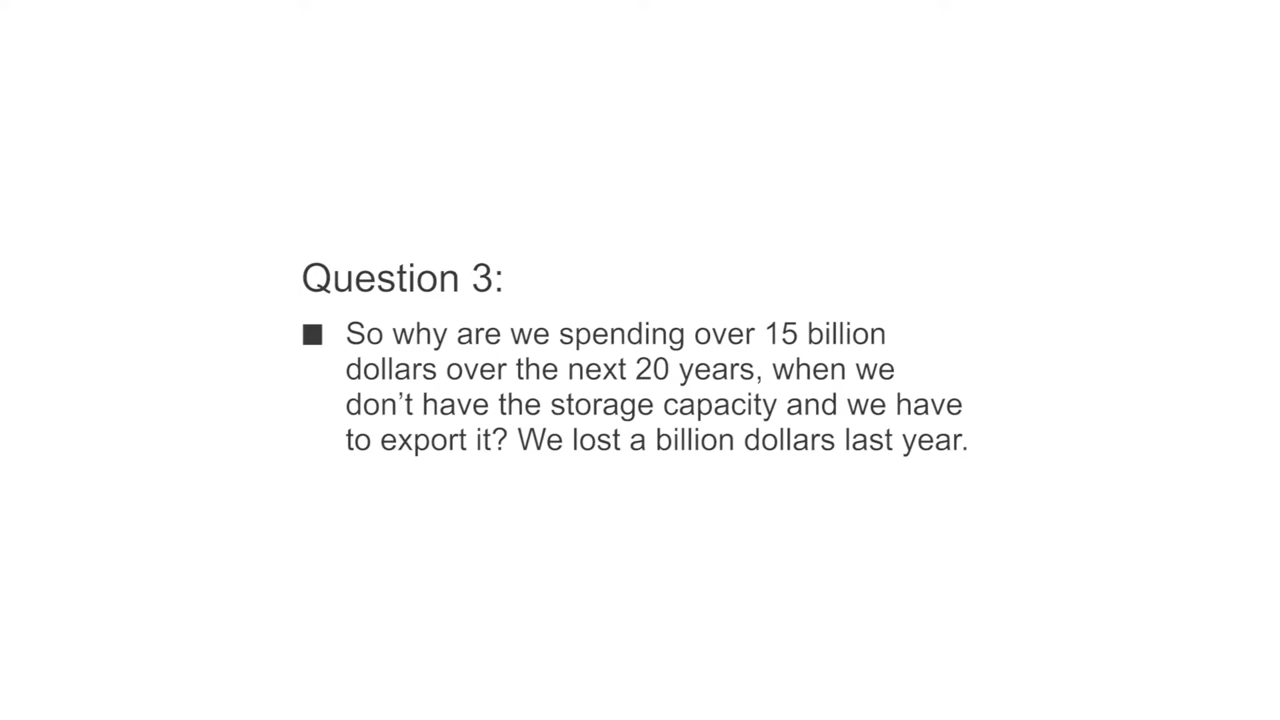 Question 3:
■ So why are we spending over 15 billion
dollars over the next 20 years, when we
don’t have the storage capacity and we have
to export it? We lost a billion dollars last year.